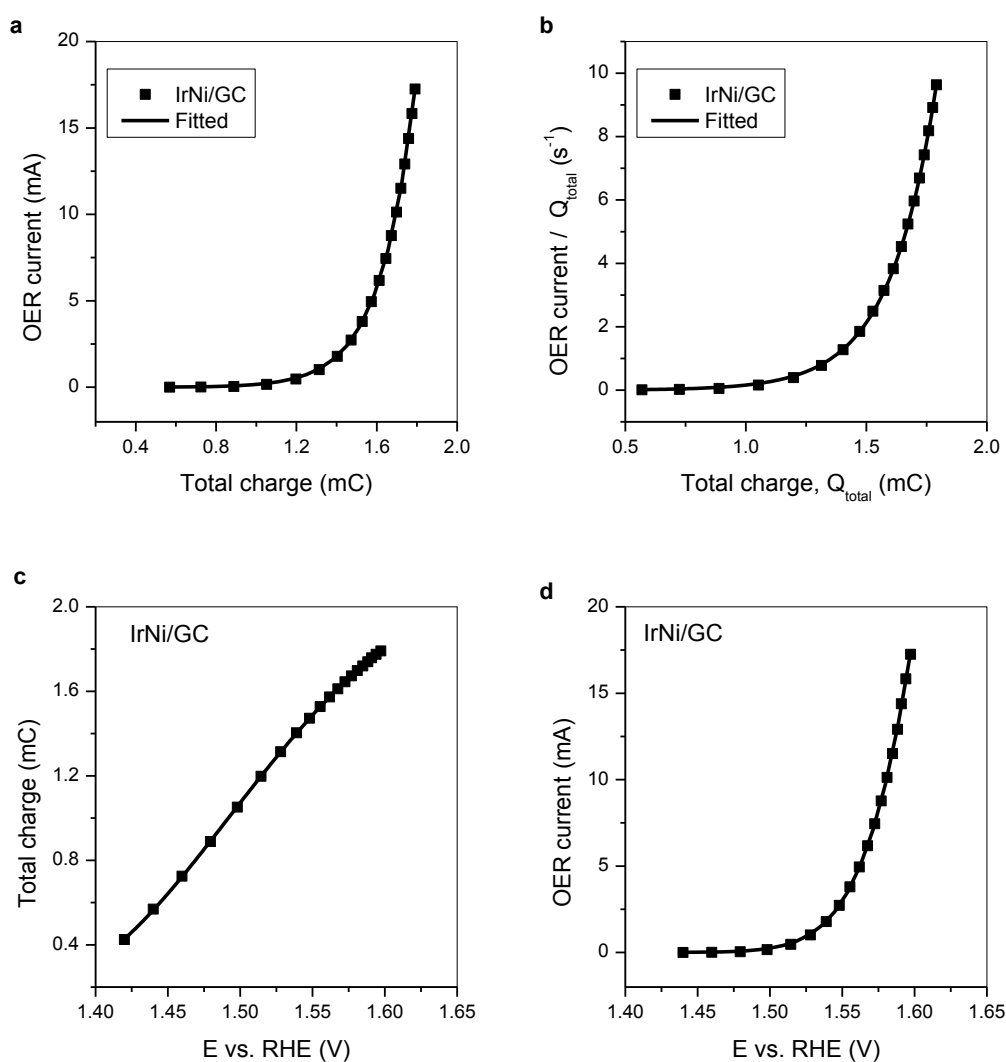 a
20
15
10
5
0
OER current (mA)
IrNi/GC
Fitted
0.4 0.8 1.2 1.6 2.0
Total charge (mC)
b
10
8
6
4
2
0
OER current / Q_total (s^-1)
IrNi/GC
Fitted
0.5 1.0 1.5 2.0
Total charge, Q_total (mC)
c
2.0
1.6
1.2
0.8
0.4
Total charge (mC)
IrNi/GC
1.40 1.45 1.50 1.55 1.60 1.65
E vs. RHE (V)
d
20
15
10
5
0
OER current (mA)
IrNi/GC
1.40 1.45 1.50 1.55 1.60 1.65
E vs. RHE (V)